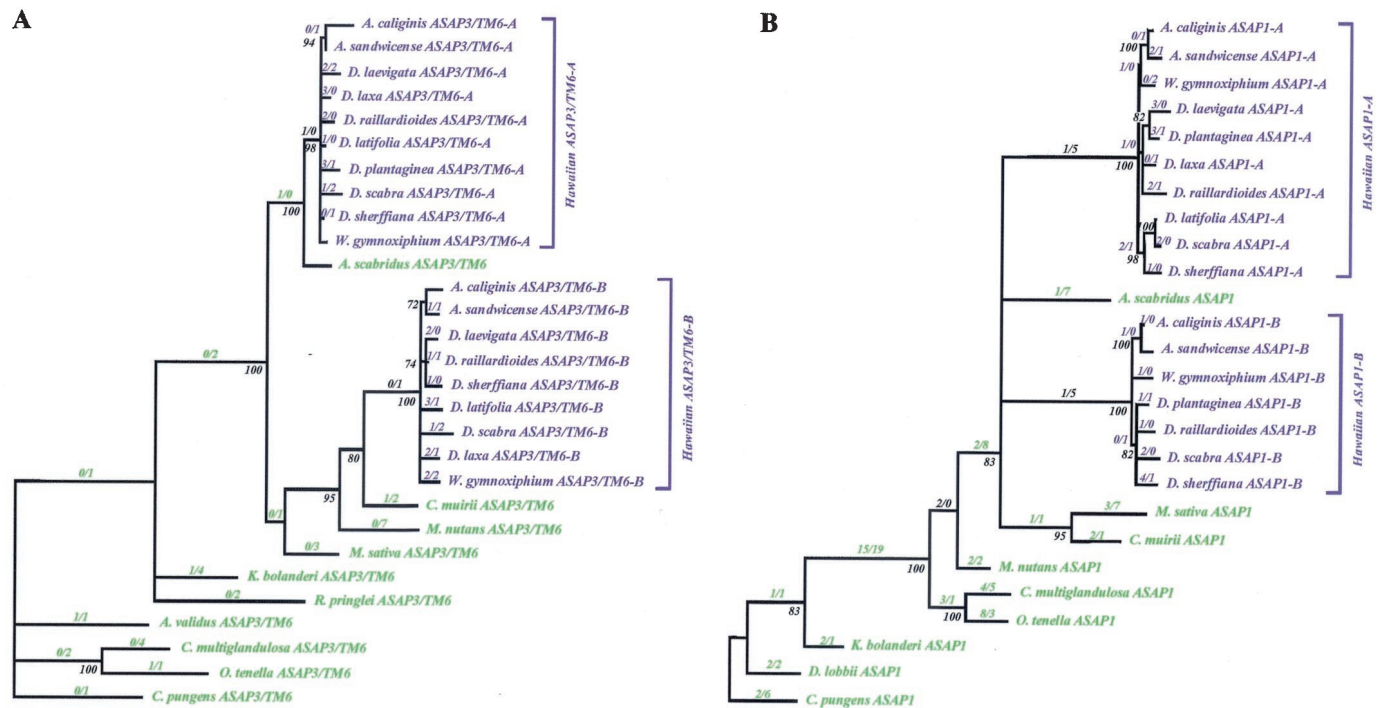 A
0/1
A. caliginis ASAP3/TM6-A
94
A. sandwicense ASAP3/TM6-A
2/2
D. laevigata ASAP3/TM6-A
3/0
D. laxa ASAP3/TM6-A
2/0
D. raillardioides ASAP3/TM6-A
1/0
98
1/0
D. latifolia ASAP3/TM6-A
3/1
D. plantaginea ASAP3/TM6-A
1/2
D. scabra ASAP3/TM6-A
0/1
D. sherffiana ASAP3/TM6-A
W. gymnoxiphium ASAP3/TM6-A
Hawaiian ASAP3/TM6-A
1/0
100
A. scabridus ASAP3/TM6
A. caliginis ASAP3/TM6-B
72
1/1
A. sandwicense ASAP3/TM6-B
2/0
D. laevigata ASAP3/TM6-B
74
1/1
D. raillardioides ASAP3/TM6-B
1/0
D. sherffiana ASAP3/TM6-B
0/1
100
3/1
D. latifolia ASAP3/TM6-B
1/2
D. scabra ASAP3/TM6-B
2/1
D. laxa ASAP3/TM6-B
2/2
W. gymnoxiphium ASAP3/TM6-B
Hawaiian ASAP3/TM6-B
0/2
100
80
95
1/2
C. muirii ASAP3/TM6
0/7
M. nutans ASAP3/TM6
0/1
0/3
M. sativa ASAP3/TM6
0/1
1/4
K. bolanderi ASAP3/TM6
0/2
R. pringlei ASAP3/TM6
1/1
A. validus ASAP3/TM6
0/2
100
0/4
C. multiglandulosa ASAP3/TM6
1/1
O. tenella ASAP3/TM6
0/1
C. pungens ASAP3/TM6
B
0/1
A. caliginis ASAP1-A
100
2/1
A. sandwicense ASAP1-A
1/0
0/2
W. gymnoxiphium ASAP1-A
3/0
D. laevigata ASAP1-A
82
3/1
D. plantaginea ASAP1-A
1/0
0/1
D. laxa ASAP1-A
1/5
100
2/1
D. raillardioides ASAP1-A
D. latifolia ASAP1-A
100
2/0
D. scabra ASAP1-A
2/1
98
1/0
D. sherffiana ASAP1-A
Hawaiian ASAP1-A
1/7
A. scabridus ASAP1
1/0
A. caliginis ASAP1-B
1/0
100
A. sandwicense ASAP1-B
1/0
W. gymnoxiphium ASAP1-B
1/5
100
1/1
D. plantaginea ASAP1-B
1/0
D. raillardioides ASAP1-B
0/1
82
2/0
D. scabra ASAP1-B
4/1
D. sherffiana ASAP1-B
Hawaiian ASAP1-B
2/8
83
1/1
95
3/7
M. sativa ASAP1
2/1
C. muirii ASAP1
2/0
2/2
M. nutans ASAP1
15/19
100
3/1
100
4/5
C. multiglandulosa ASAP1
8/3
O. tenella ASAP1
1/1
83
2/1
K. bolanderi ASAP1
2/2
D. lobbii ASAP1
2/6
C. pungens ASAP1